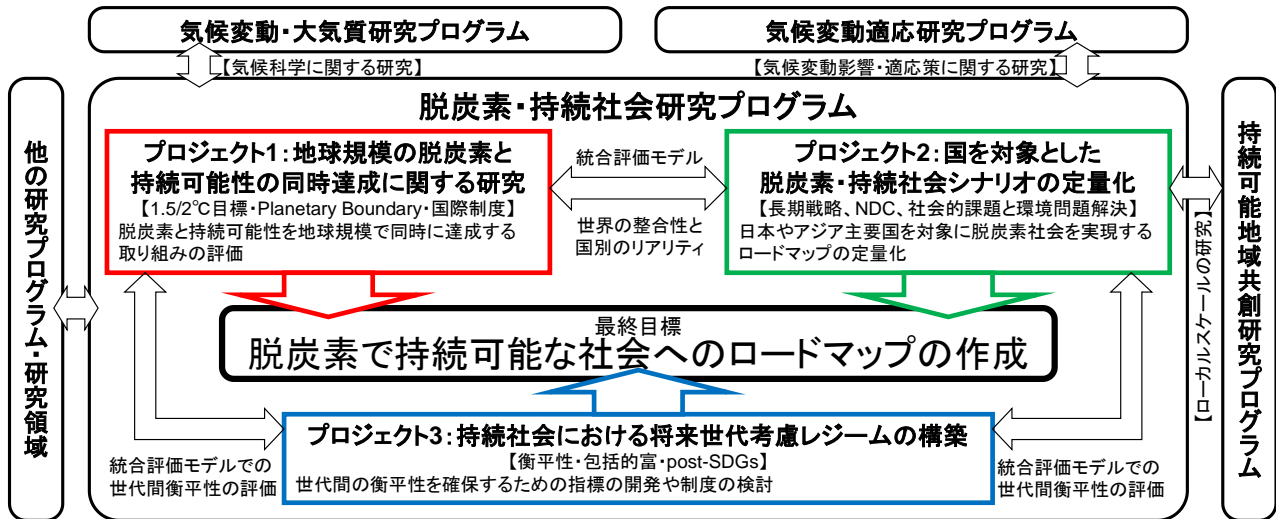 気候変動・大気質研究プログラム
気候変動適応研究プログラム
【気候科学に関する研究】
【気候変動影響・適応策に関する研究】
他の研究プログラム・研究領域
脱炭素・持続社会研究プログラム
プロジェクト1：地球規模の脱炭素と
持続可能性の同時達成に関する研究
【1.5/2℃目標・Planetary Boundary・国際制度】
脱炭素と持続可能性を地球規模で同時に達成する
取り組みの評価
統合評価モデル
世界の整合性と
国別のリアリティ
プロジェクト2：国を対象とした
脱炭素・持続社会シナリオの定量化
【長期戦略、NDC、社会的課題と環境問題解決】
日本やアジア主要国を対象に脱炭素社会を実現する
ロードマップの定量化
【ローカルスケールの研究】
持続可能地域共創研究プログラム
最終目標
脱炭素で持続可能な社会へのロードマップの作成
プロジェクト3：持続社会における将来世代考慮レジームの構築
【衡平性・包括的富・post-SDGs】
世代間の衡平性を確保するための指標の開発や制度の検討
統合評価モデルでの
世代間衡平性の評価
統合評価モデルでの
世代間衡平性の評価